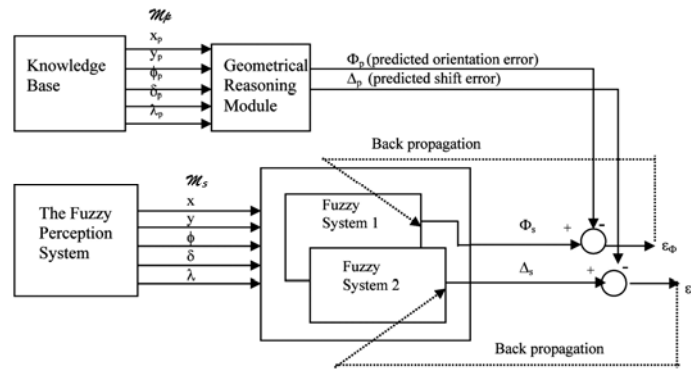 𝓜p
Knowledge
Base
xp
yp
ϕp
δp
λp
Geometrical
Reasoning
Module
Φp (predicted orientation error)
Δp (predicted shift error)
Back propagation
𝓜s
The Fuzzy
Perception
System
x
y
ϕ
δ
λ
Fuzzy
System 1
Fuzzy
System 2
Φs
+
-
εΦ
Δs
+
-
ε
Back propagation